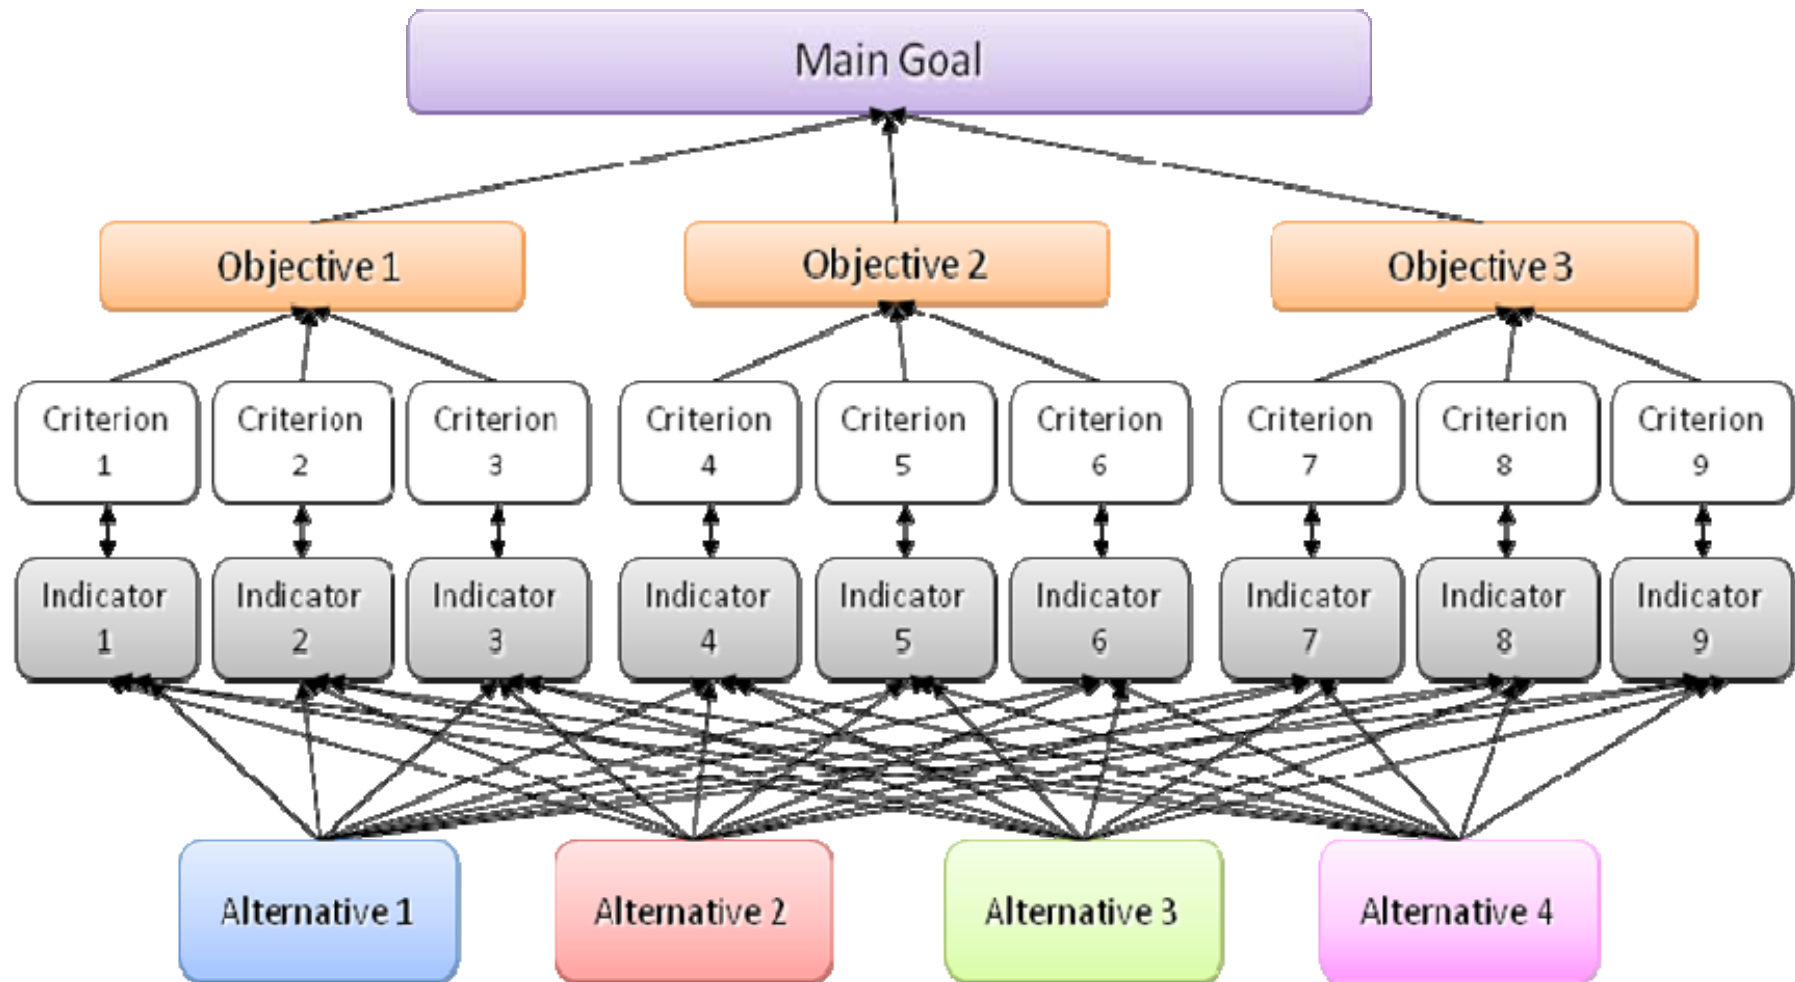 Main Goal
Objective 1
Objective 2
Objective 3
Criterion
1
Criterion
2
Criterion
3
Criterion
4
Criterion
5
Criterion
6
Criterion
7
Criterion
8
Criterion
9
Indicator
1
Indicator
2
Indicator
3
Indicator
4
Indicator
5
Indicator
6
Indicator
7
Indicator
8
Indicator
9
Alternative 1
Alternative 2
Alternative 3
Alternative 4